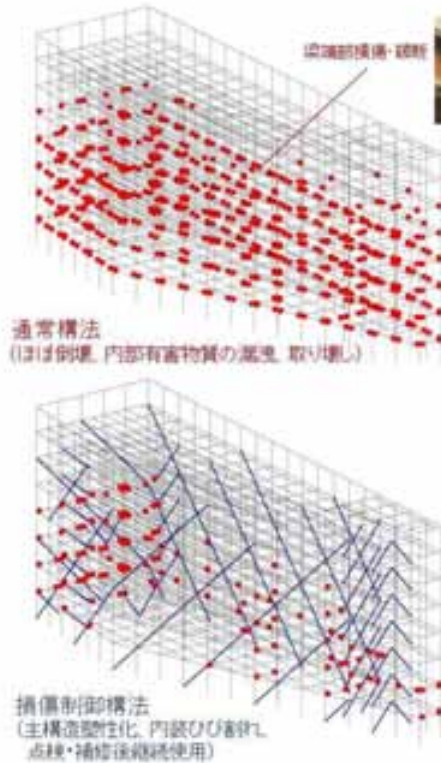 梁端部損傷・破断
通常構法
(ほぼ倒壊、内部有害物質の漏洩、取り壊し)
損傷制御構法
(主構造塑性化、内装ひび割れ、
点検・補修後継続使用)